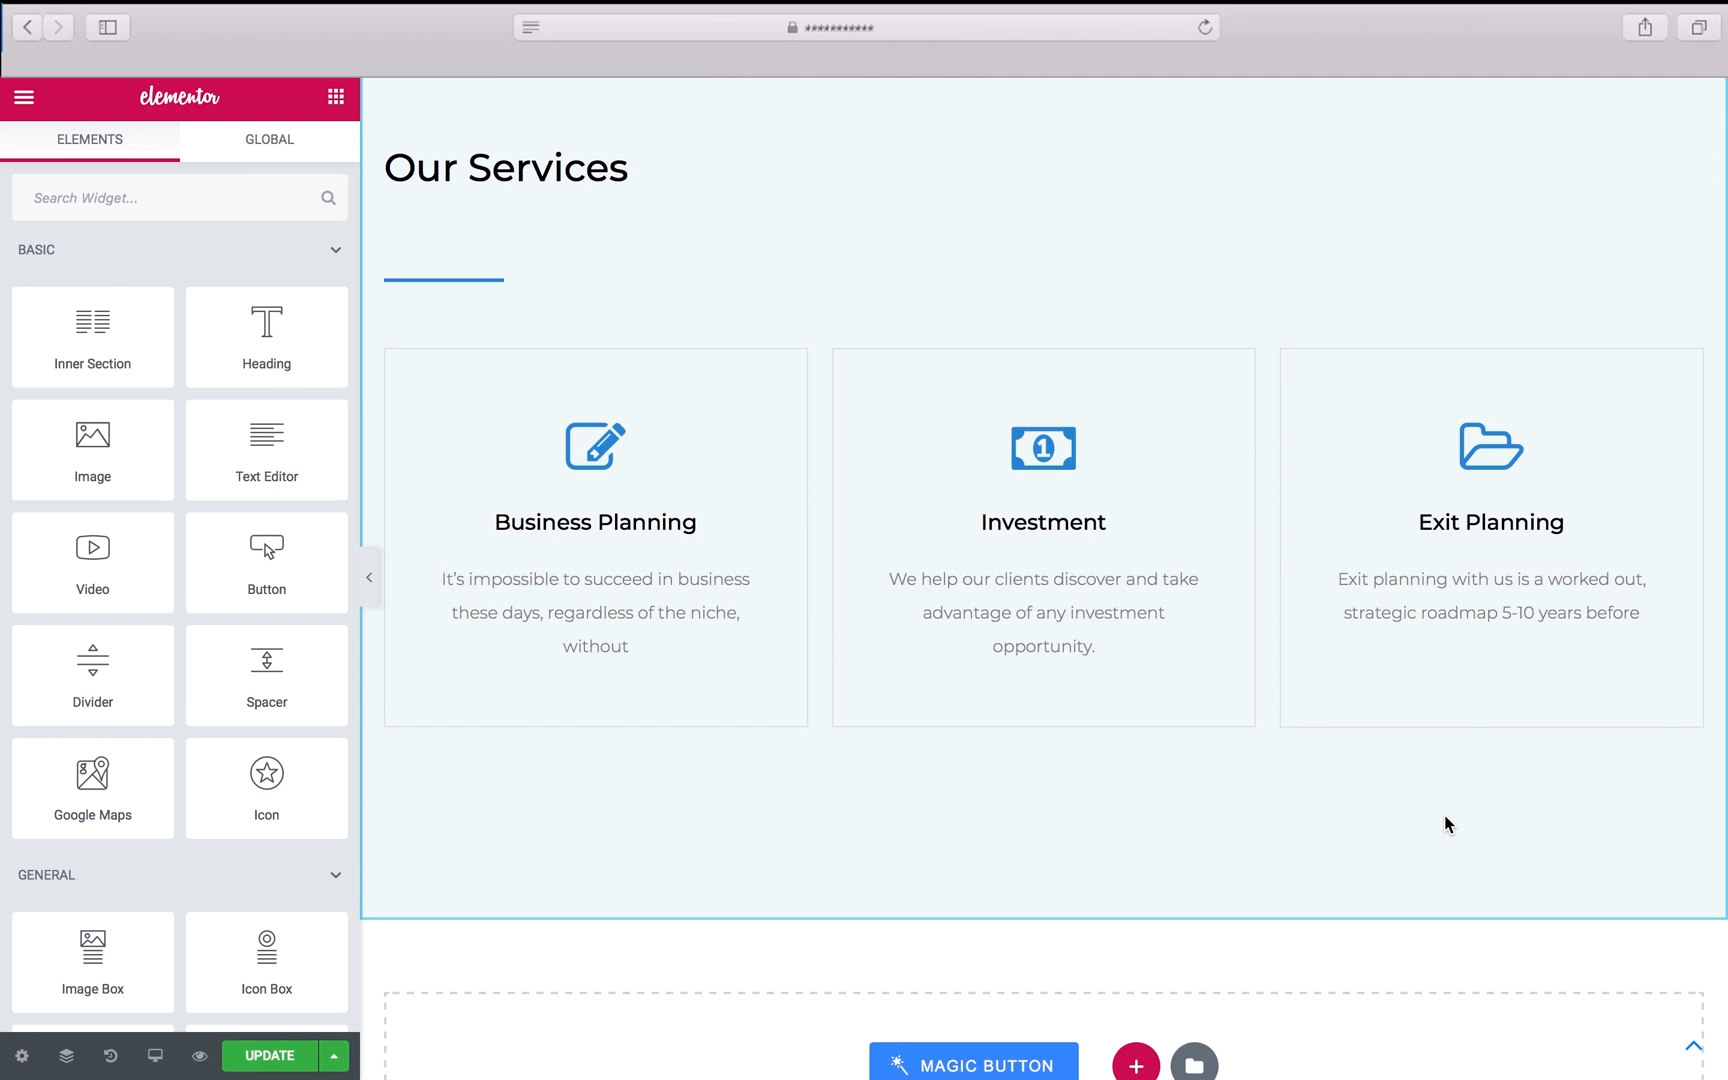 ***********
elementor
ELEMENTS
GLOBAL
Search Widget...
BASIC
Inner Section
Heading
Image
Text Editor
Video
Button
Divider
Spacer
Google Maps
Icon
GENERAL
Image Box
Icon Box
UPDATE
Our Services
1
Business Planning
It's impossible to succeed in business
these days, regardless of the niche,
without
Investment
We help our clients discover and take
advantage of any investment
opportunity.
Exit Planning
Exit planning with us is a worked out,
strategic roadmap 5-10 years before
MAGIC BUTTON